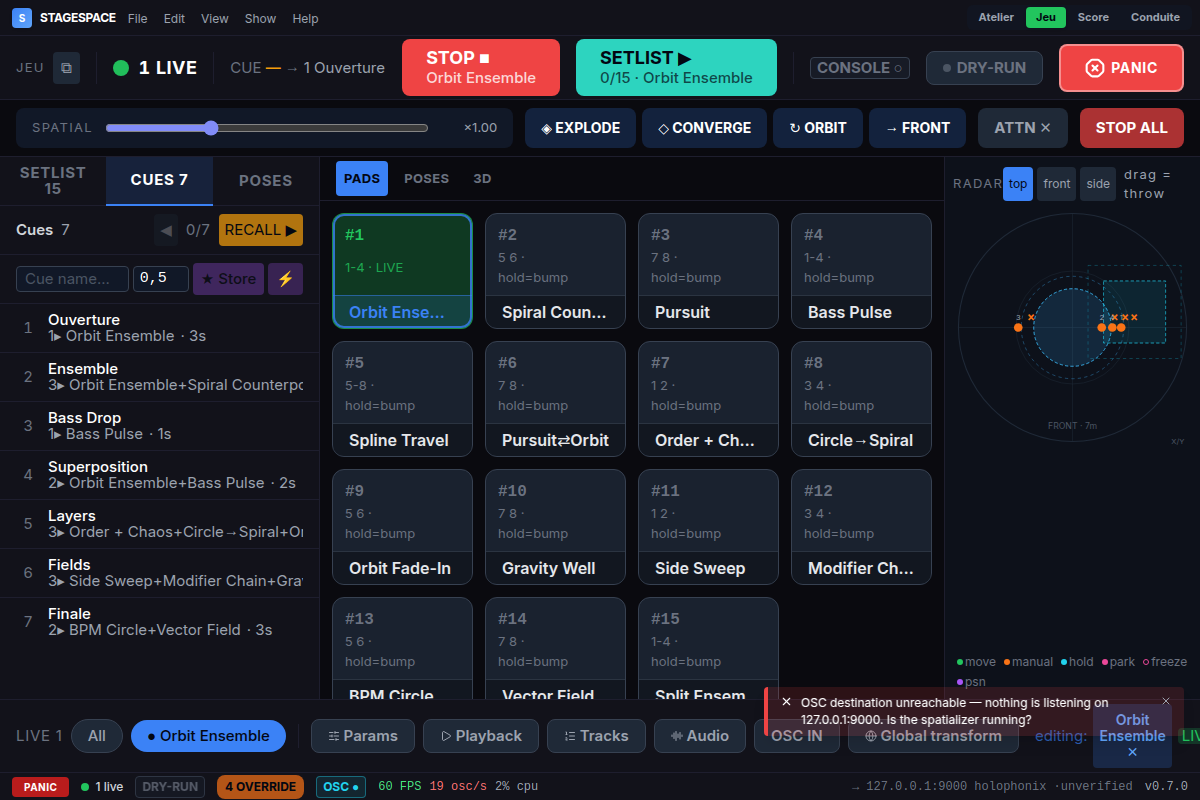 S STAGESPACE File Edit View Show Help Atelier Jeu Score Conduite
JEU 1 LIVE CUE — → 1 Ouverture
STOP ■
Orbit Ensemble
SETLIST ▶
0/15 · Orbit Ensemble
CONSOLE ○ DRY-RUN PANIC
SPATIAL ×1.00 ◈ EXPLODE ◇ CONVERGE ↻ ORBIT → FRONT ATTN ✕ STOP ALL
SETLIST
15
CUES 7 POSES
Cues 7 ◀ 0/7 RECALL ▶
Cue name... 0,5 ★ Store ⚡
1 Ouverture
1▸ Orbit Ensemble · 3s
2 Ensemble
3▸ Orbit Ensemble+Spiral Counterpo
3 Bass Drop
1▸ Bass Pulse · 1s
4 Superposition
2▸ Orbit Ensemble+Bass Pulse · 2s
5 Layers
3▸ Order + Chaos+Circle→Spiral+Or
6 Fields
3▸ Side Sweep+Modifier Chain+Grav
7 Finale
2▸ BPM Circle+Vector Field · 3s
PADS POSES 3D
#1
1-4 · LIVE
Orbit Ense...
#2
5 6 ·
hold=bump
Spiral Coun...
#3
7 8 ·
hold=bump
Pursuit
#4
1-4 ·
hold=bump
Bass Pulse
#5
5-8 ·
hold=bump
Spline Travel
#6
7 8 ·
hold=bump
Pursuit⇄Orbit
#7
1 2 ·
hold=bump
Order + Ch...
#8
3 4 ·
hold=bump
Circle→Spiral
#9
5 6 ·
hold=bump
Orbit Fade-In
#10
7 8 ·
hold=bump
Gravity Well
#11
1 2 ·
hold=bump
Side Sweep
#12
3 4 ·
hold=bump
Modifier Ch...
#13
5 6 ·
hold=bump
BPM Circle
#14
7 8 ·
hold=bump
Vector Field
#15
1-4 ·
hold=bump
Split Ensem
RADAR top front side drag =
throw
3
2
FRONT · 7m
X/Y
move manual hold park freeze
psn
✕ OSC destination unreachable — nothing is listening on ✕
127.0.0.1:9000. Is the spatializer running?
LIVE 1 All ● Orbit Ensemble Params Playback Tracks Audio OSC IN Global transform editing:
Orbit
Ensemble
✕
LIV
PANIC 1 live DRY-RUN 4 OVERRIDE OSC ● 60 FPS 19 osc/s 2% cpu → 127.0.0.1:9000 holophonix ·unverified v0.7.0